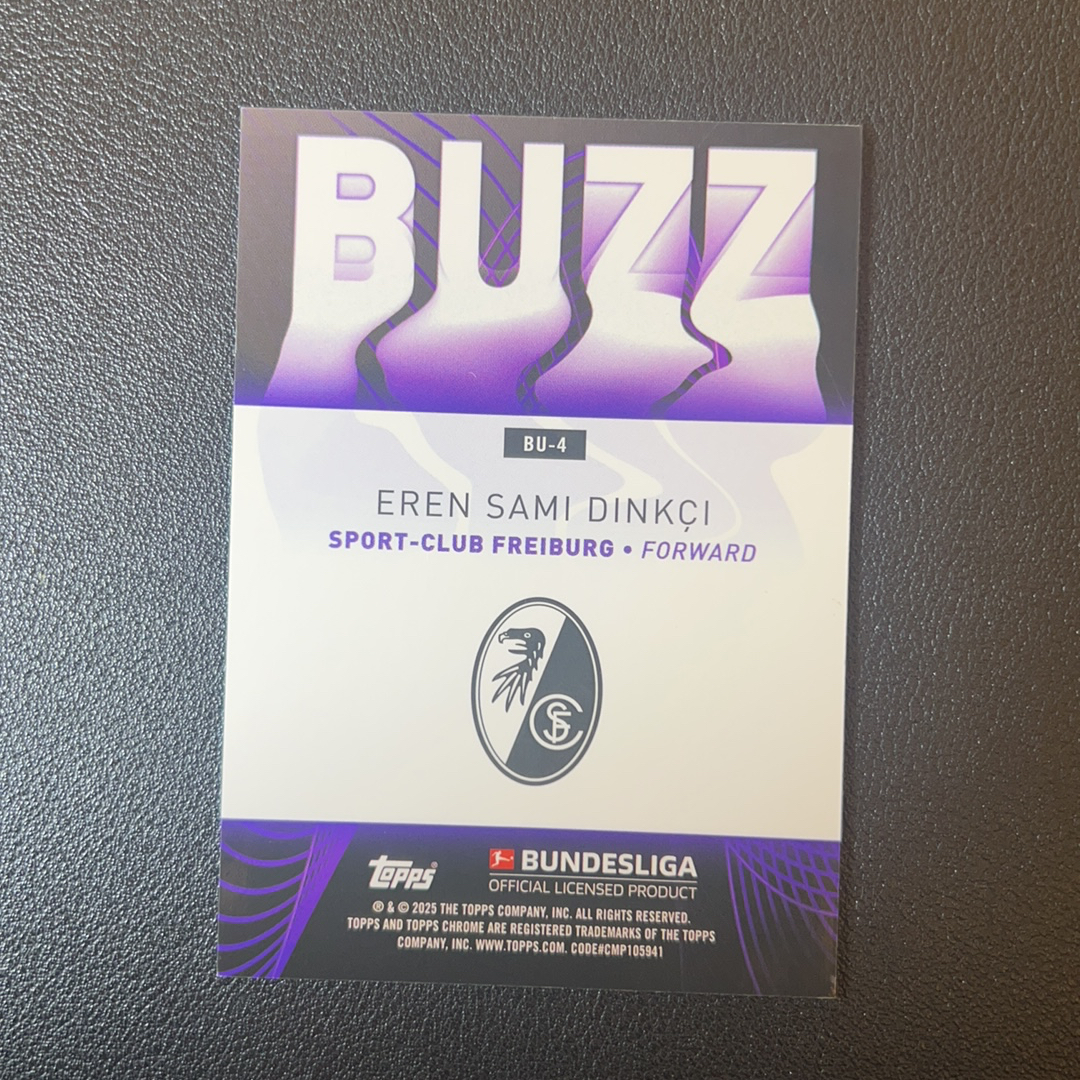 BUZZ
BU-4
EREN SAMI DINKÇI
SPORT-CLUB FREIBURG • FORWARD
SCF
topps®
BUNDESLIGA
OFFICIAL LICENSED PRODUCT
® & © 2025 THE TOPPS COMPANY, INC. ALL RIGHTS RESERVED.
TOPPS AND TOPPS CHROME ARE REGISTERED TRADEMARKS OF THE TOPPS
COMPANY, INC. WWW.TOPPS.COM. CODE#CMP105941